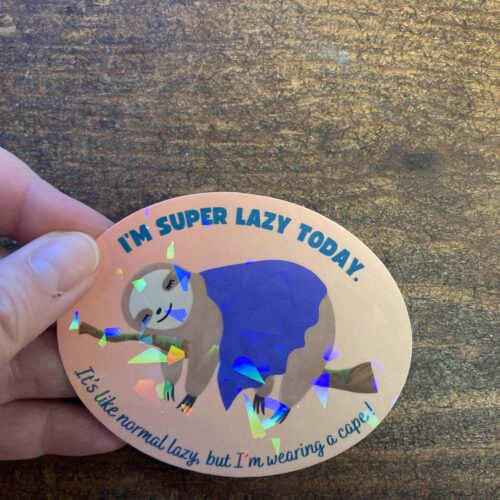 I'M SUPER LAZY TODAY.
It's like normal lazy, but I'm wearing a cape!